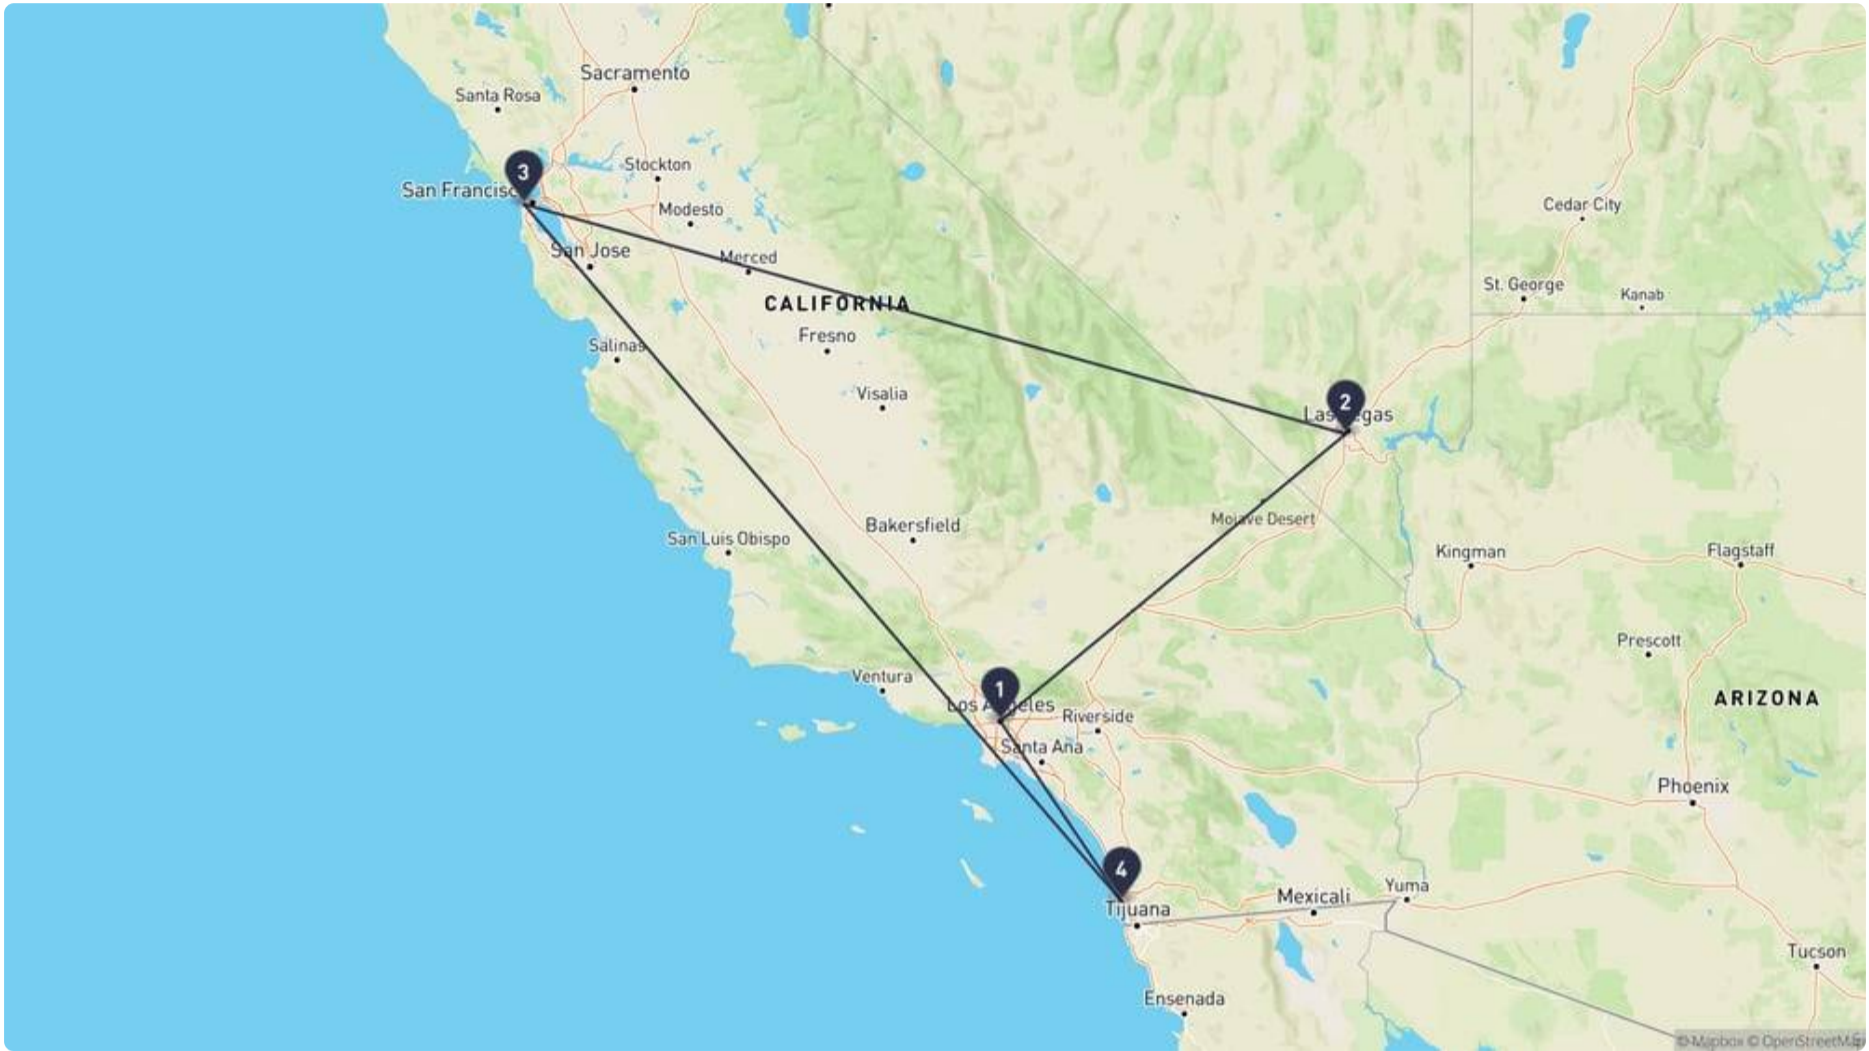 Sacramento
Santa Rosa
Stockton
3
San Francisc
Modesto
Cedar City
San Jose
Merced
St. George
Kanab
CALIFORNIA
Fresno
Salinas
Visalia
2
Las egas
Mojave Desert
Bakersfield
San Luis Obispo
Kingman
Flagstaff
Prescott
Ventura
1
Los A eles
Riverside
ARIZONA
Santa Ana
Phoenix
4
Yuma
Mexicali
Tijuana
Tucson
Ensenada
© Mapbox © OpenStreetMap